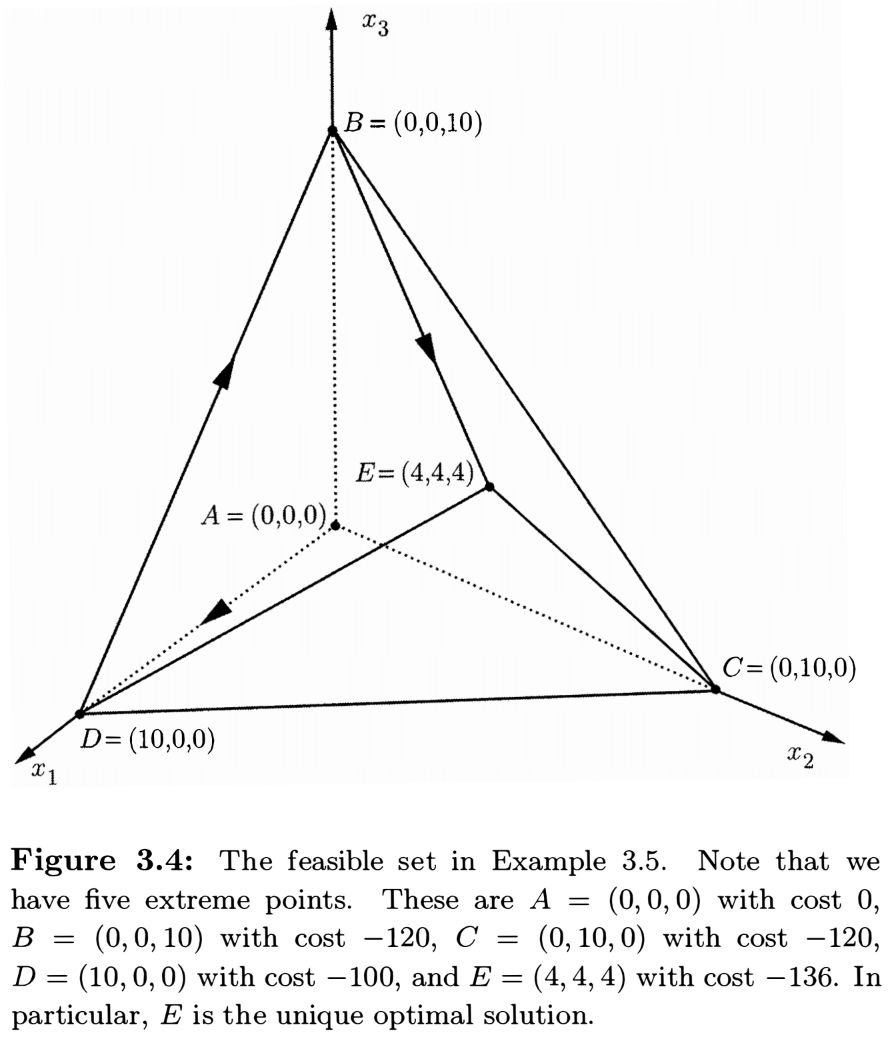 x₃
B = (0,0,10)
E = (4,4,4)
A = (0,0,0)
C = (0,10,0)
D = (10,0,0)
x₁
x₂
Figure 3.4: The feasible set in Example 3.5. Note that we
have five extreme points. These are A = (0, 0, 0) with cost 0,
B = (0, 0, 10) with cost −120, C = (0, 10, 0) with cost −120,
D = (10, 0, 0) with cost −100, and E = (4, 4, 4) with cost −136. In
particular, E is the unique optimal solution.